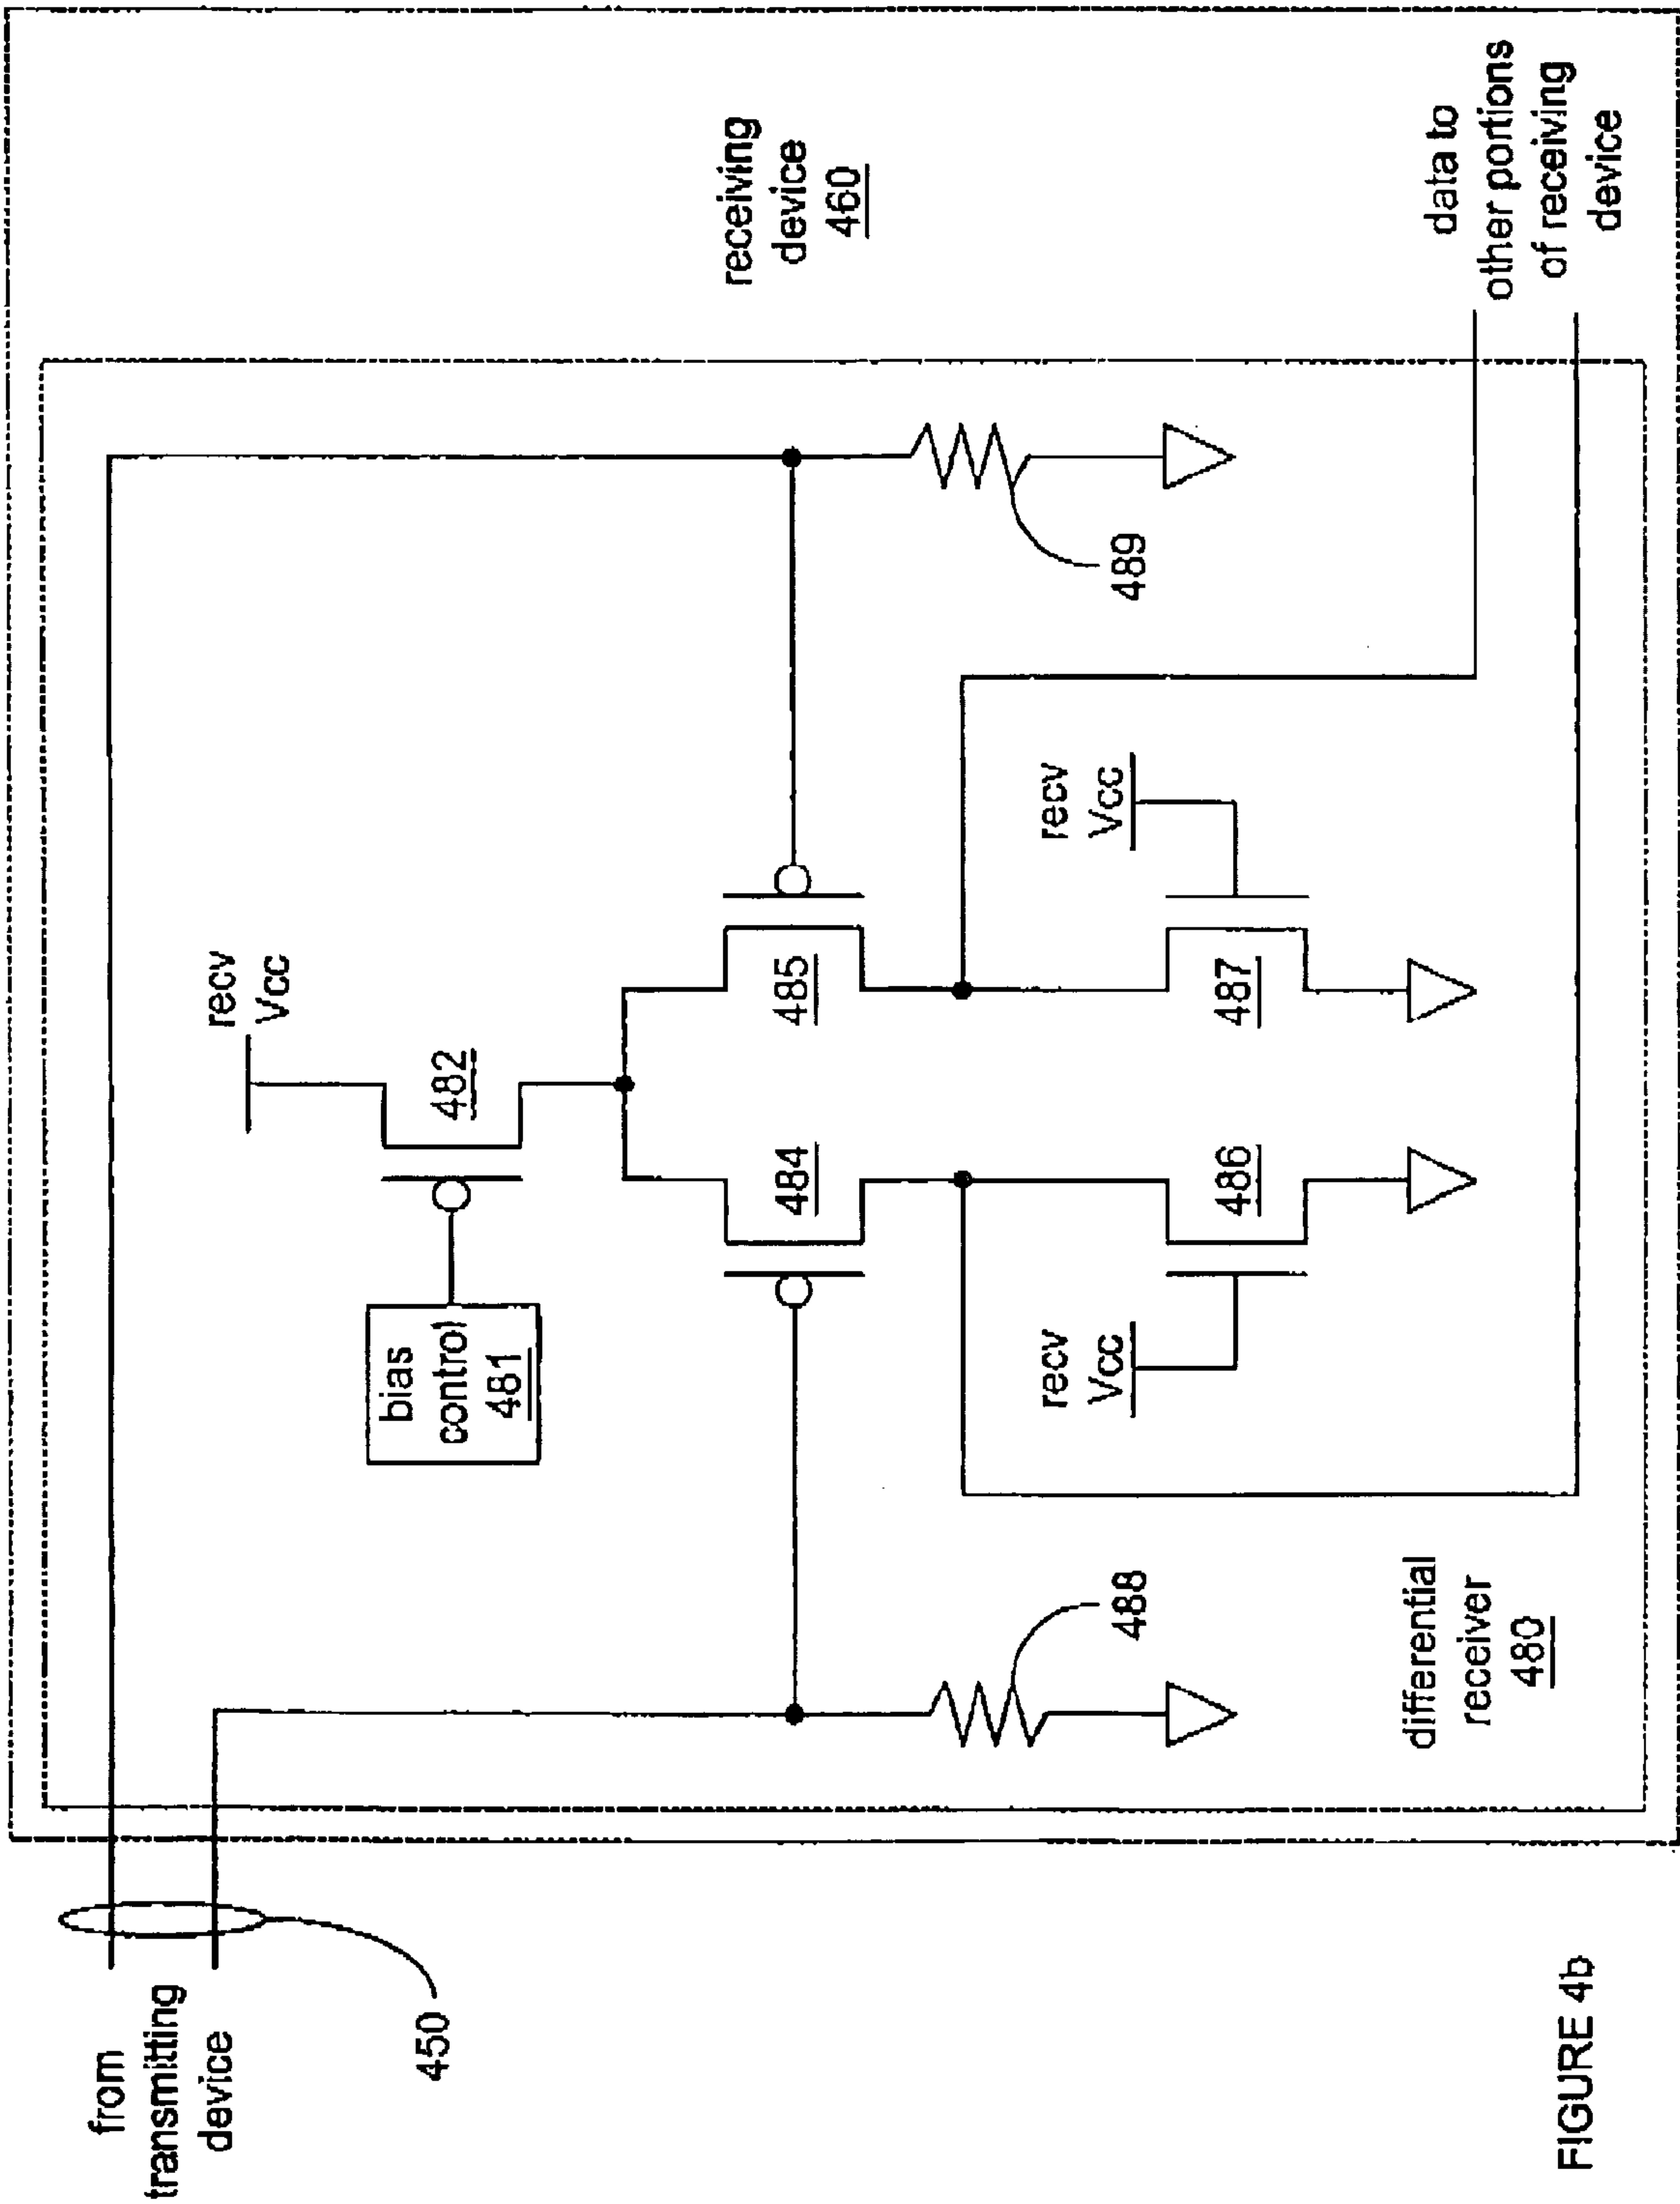 from
transmitting
device
450
recv
Vcc
bias
control
481
482
484
485
recv
Vcc
486
487
recv
Vcc
488
489
differential
receiver
480
receiving
device
460
data to
other portions
of receiving
device
FIGURE 4b